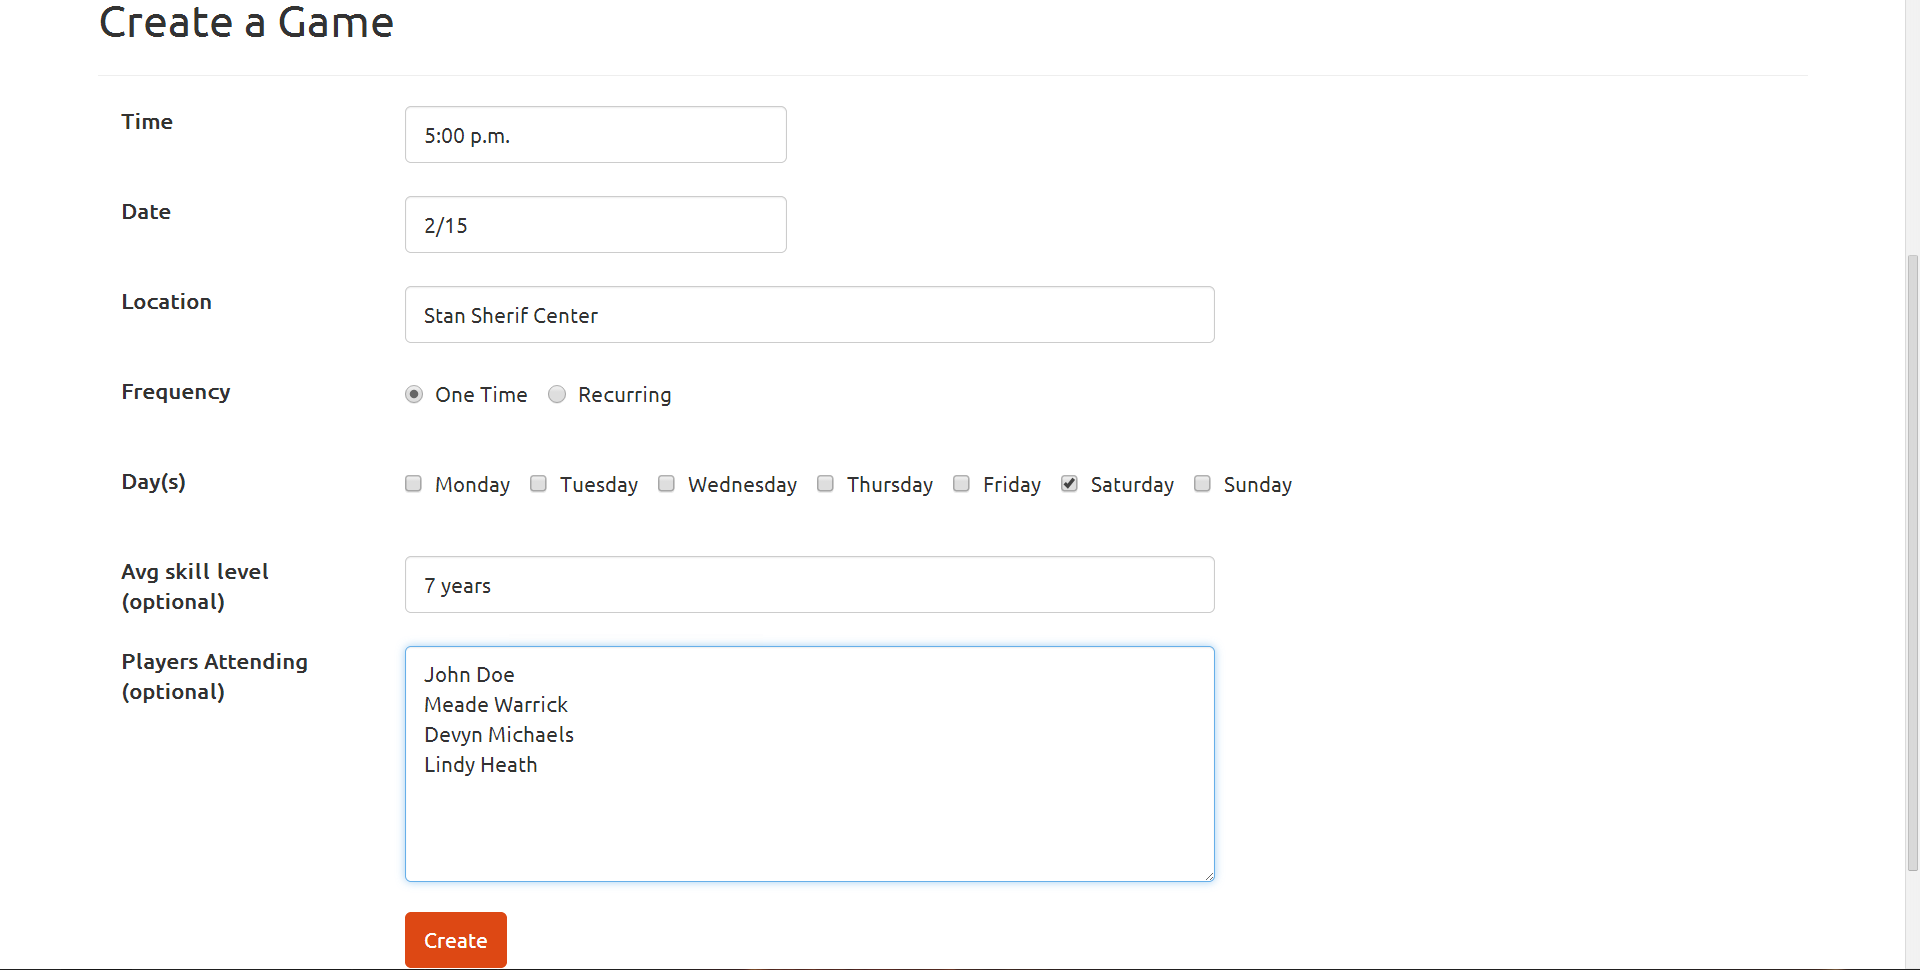 Create a Game
Time
5:00 p.m.
Date
2/15
Location
Stan Sherif Center
Frequency
One Time Recurring
Day(s)
Monday Tuesday Wednesday Thursday Friday Saturday Sunday
Avg skill level
(optional)
7 years
Players Attending
(optional)
John Doe
Meade Warrick
Devyn Michaels
Lindy Heath
Create